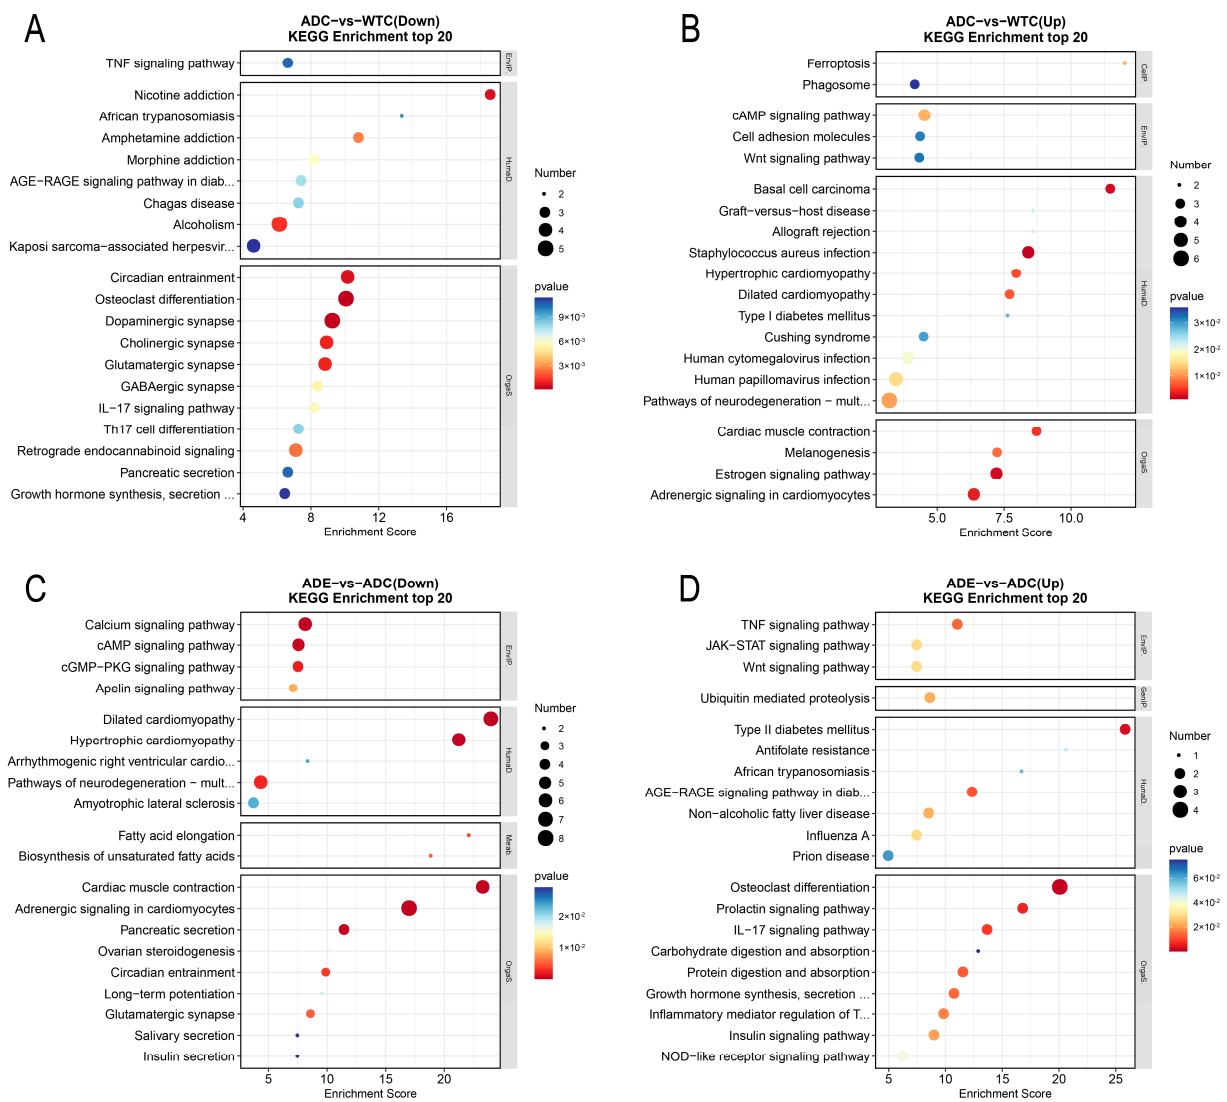 A
ADC−vs−WTC(Down)
KEGG Enrichment top 20
TNF signaling pathway
EnvIP.
Nicotine addiction
African trypanosomiasis
Amphetamine addiction
Morphine addiction
AGE−RAGE signaling pathway in diab...
Chagas disease
Alcoholism
Kaposi sarcoma−associated herpesvir...
HumaD.
Circadian entrainment
Osteoclast differentiation
Dopaminergic synapse
Cholinergic synapse
Glutamatergic synapse
GABAergic synapse
IL−17 signaling pathway
Th17 cell differentiation
Retrograde endocannabinoid signaling
Pancreatic secretion
Growth hormone synthesis, secretion ...
OrgaS.
4 8 12 16
Enrichment Score
Number
2
3
4
5
pvalue
9×10⁻³
6×10⁻³
3×10⁻³
B
ADC−vs−WTC(Up)
KEGG Enrichment top 20
Ferroptosis
Phagosome
CellP.
cAMP signaling pathway
Cell adhesion molecules
Wnt signaling pathway
EnvIP.
Basal cell carcinoma
Graft−versus−host disease
Allograft rejection
Staphylococcus aureus infection
Hypertrophic cardiomyopathy
Dilated cardiomyopathy
Type I diabetes mellitus
Cushing syndrome
Human cytomegalovirus infection
Human papillomavirus infection
Pathways of neurodegeneration − mult...
HumaD.
Cardiac muscle contraction
Melanogenesis
Estrogen signaling pathway
Adrenergic signaling in cardiomyocytes
OrgaS.
5.0 7.5 10.0
Enrichment Score
Number
2
3
4
5
6
pvalue
3×10⁻²
2×10⁻²
1×10⁻²
C
ADE−vs−ADC(Down)
KEGG Enrichment top 20
Calcium signaling pathway
cAMP signaling pathway
cGMP−PKG signaling pathway
Apelin signaling pathway
EnvIP.
Dilated cardiomyopathy
Hypertrophic cardiomyopathy
Arrhythmogenic right ventricular cardio...
Pathways of neurodegeneration − mult...
Amyotrophic lateral sclerosis
HumaD.
Fatty acid elongation
Biosynthesis of unsaturated fatty acids
Metab.
Cardiac muscle contraction
Adrenergic signaling in cardiomyocytes
Pancreatic secretion
Ovarian steroidogenesis
Circadian entrainment
Long−term potentiation
Glutamatergic synapse
Salivary secretion
Insulin secretion
OrgaS.
5 10 15 20
Enrichment Score
Number
2
3
4
5
6
7
8
pvalue
2×10⁻²
1×10⁻²
D
ADE−vs−ADC(Up)
KEGG Enrichment top 20
TNF signaling pathway
JAK−STAT signaling pathway
Wnt signaling pathway
EnvIP.
Ubiquitin mediated proteolysis
GenIP.
Type II diabetes mellitus
Antifolate resistance
African trypanosomiasis
AGE−RAGE signaling pathway in diab...
Non−alcoholic fatty liver disease
Influenza A
Prion disease
HumaD.
Osteoclast differentiation
Prolactin signaling pathway
IL−17 signaling pathway
Carbohydrate digestion and absorption
Protein digestion and absorption
Growth hormone synthesis, secretion ...
Inflammatory mediator regulation of T...
Insulin signaling pathway
NOD−like receptor signaling pathway
OrgaS.
5 10 15 20 25
Enrichment Score
Number
1
2
3
4
pvalue
6×10⁻²
4×10⁻²
2×10⁻²